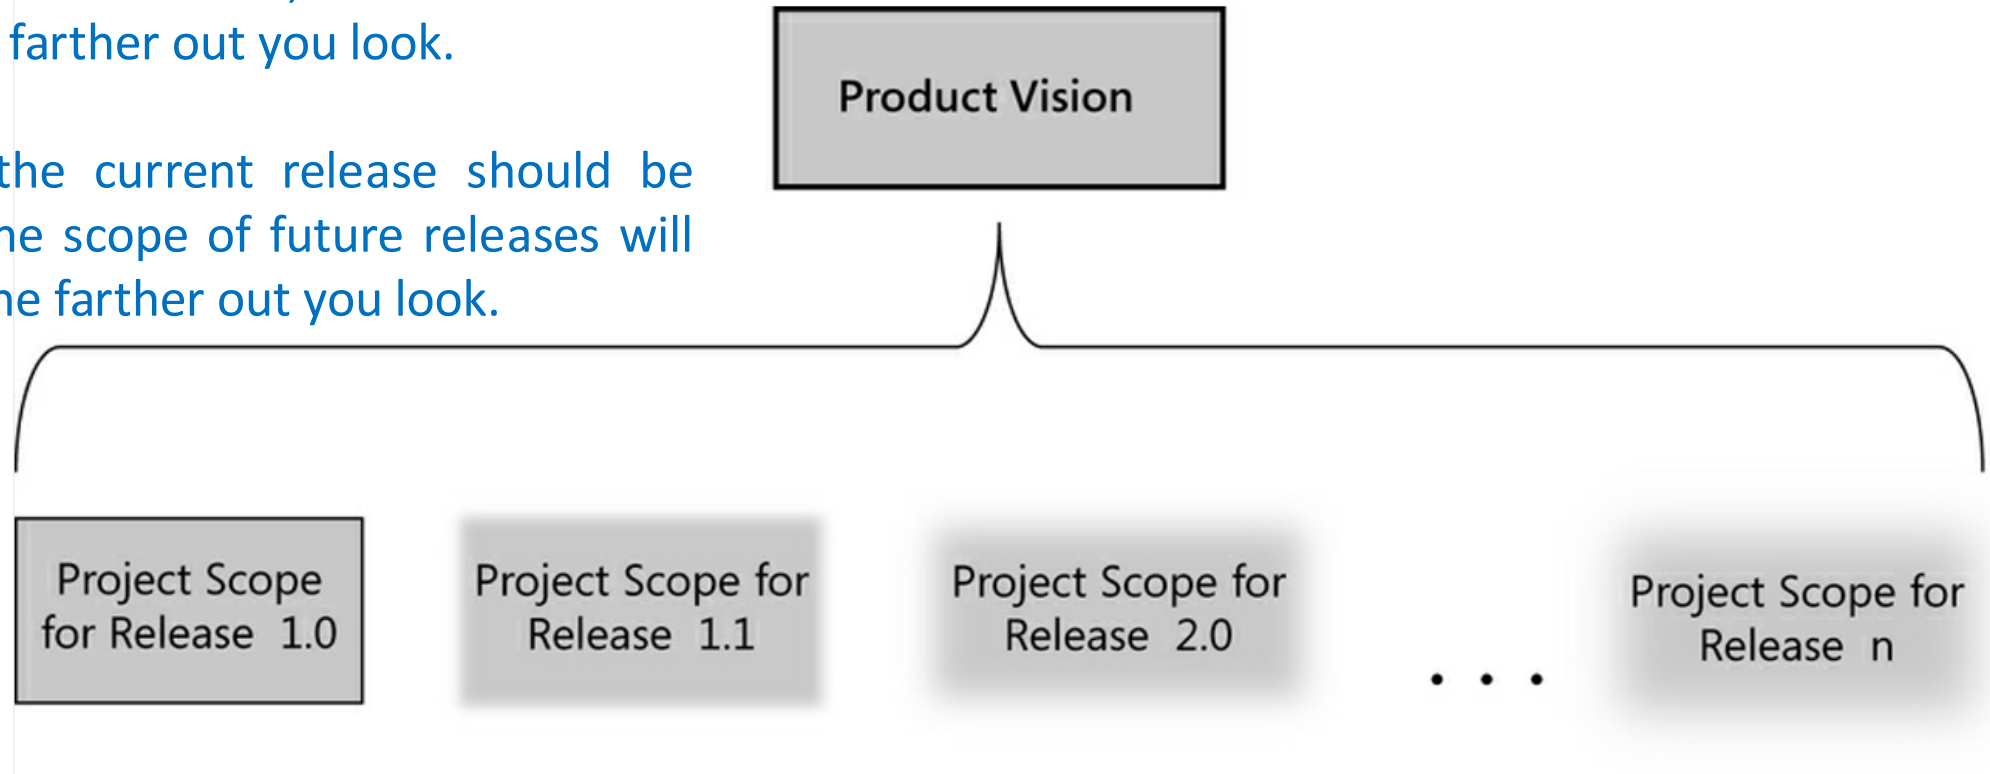 farther out you look.
the current release should be
he scope of future releases will
he farther out you look.
Product Vision
Project Scope
for Release 1.0
Project Scope for
Release 1.1
Project Scope for
Release 2.0
. . .
Project Scope for
Release n